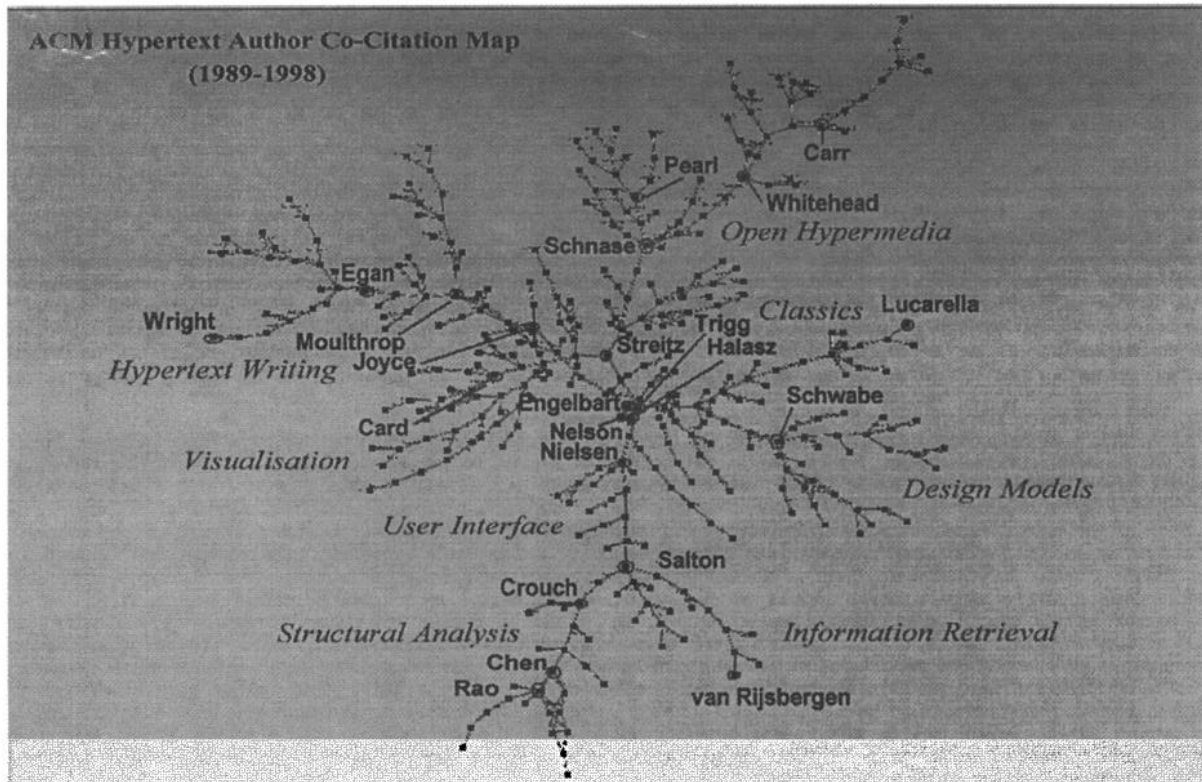 ACM Hypertext Author Co-Citation Map
(1989-1998)
Carr
Pearl
Whitehead
Open Hypermedia
Schnase
Egan
Classics
Lucarella
Wright
Trigg
Moulthrop
Streitz
Halasz
Joyce
Hypertext Writing
Schwabe
Engelbart
Card
Nelson
Nielsen
Visualisation
Design Models
User Interface
Salton
Crouch
Structural Analysis
Information Retrieval
Chen
Rao
van Rijsbergen